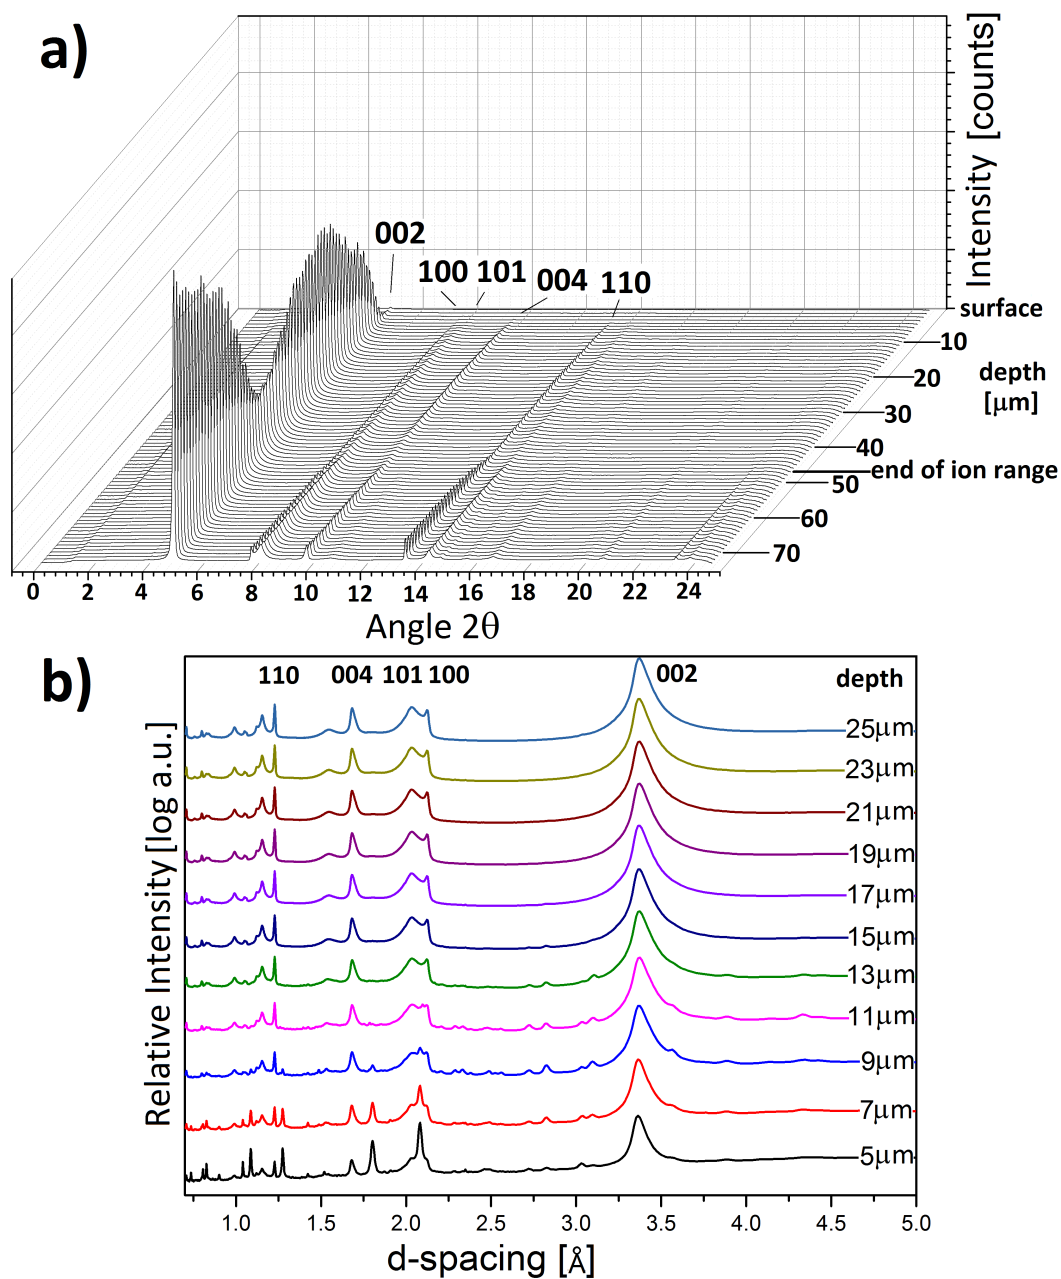 a)
Intensity [counts]
002
100 101 004 110
surface
10
20
depth
[μm]
30
40
end of ion range
50
60
70
0 2 4 6 8 10 12 14 16 18 20 22 24
Angle 2θ
b)
110 004 101 100 002 depth
25μm
23μm
21μm
19μm
17μm
15μm
13μm
11μm
9μm
7μm
5μm
Relative Intensity [log a.u.]
1.0 1.5 2.0 2.5 3.0 3.5 4.0 4.5 5.0
d-spacing [Å]